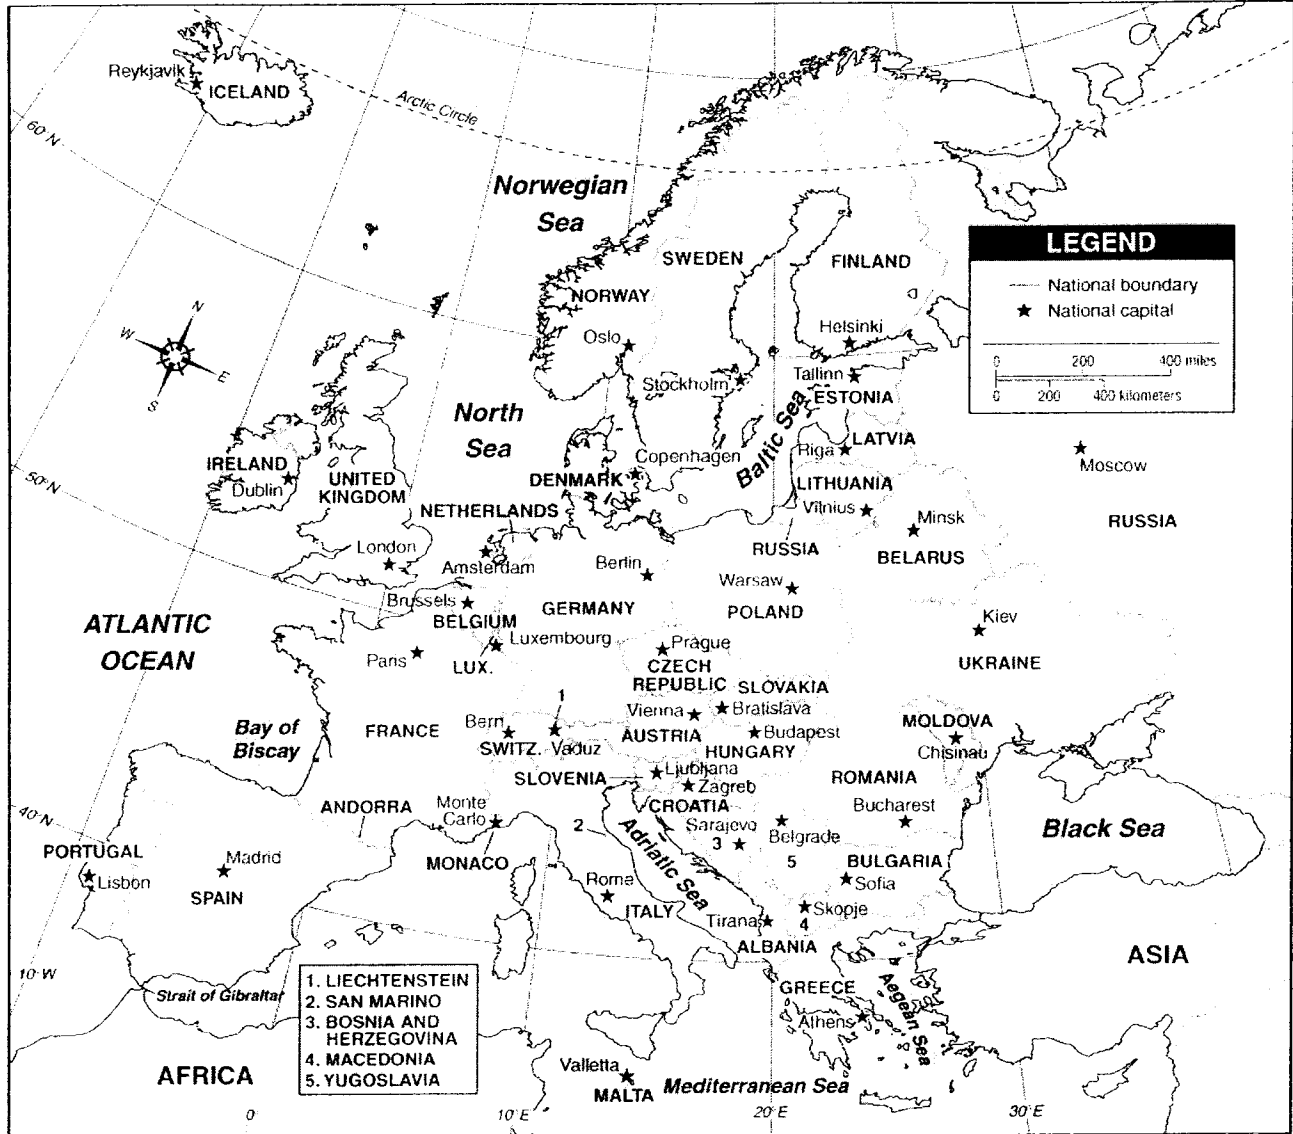 Reykjavik
ICELAND
Arctic Circle
60° N
Norwegian
Sea
SWEDEN
FINLAND
NORWAY
LEGEND
National boundary
National capital
0 200 400 miles
0 200 400 kilometers
N
W
E
S
Oslo
Helsinki
Stockholm
Tallinn
ESTONIA
North
Sea
Baltic Sea
LATVIA
Riga
Moscow
Copenhagen
DENMARK
IRELAND
Dublin
UNITED
KINGDOM
50° N
LITHUANIA
Vilnius
NETHERLANDS
Minsk
RUSSIA
RUSSIA
BELARUS
London
Amsterdam
Berlin
Warsaw
POLAND
Brussels
BELGIUM
GERMANY
Kiev
UKRAINE
ATLANTIC
OCEAN
Luxembourg
LUX.
Paris
Prague
CZECH
REPUBLIC
SLOVAKIA
1
Bratislava
Vienna
Bay of
Biscay
FRANCE
Bern
SWITZ.
Vaduz
AUSTRIA
Budapest
HUNGARY
MOLDOVA
Chisinau
SLOVENIA
Ljubljana
Zagreb
ROMANIA
CROATIA
Bucharest
ANDORRA
Monte
Carlo
40° N
2
Adriatic Sea
Sarajevo
3
Belgrade
5
Black Sea
PORTUGAL
Lisbon
Madrid
SPAIN
MONACO
BULGARIA
Sofia
Rome
ITALY
Tirana
Skopje
4
ALBANIA
ASIA
10° W
Strait of Gibraltar
GREECE
Athens
Aegean Sea
1. LIECHTENSTEIN
2. SAN MARINO
3. BOSNIA AND
HERZEGOVINA
4. MACEDONIA
5. YUGOSLAVIA
AFRICA
Valletta
MALTA
Mediterranean Sea
0°
10° E
20° E
30° E